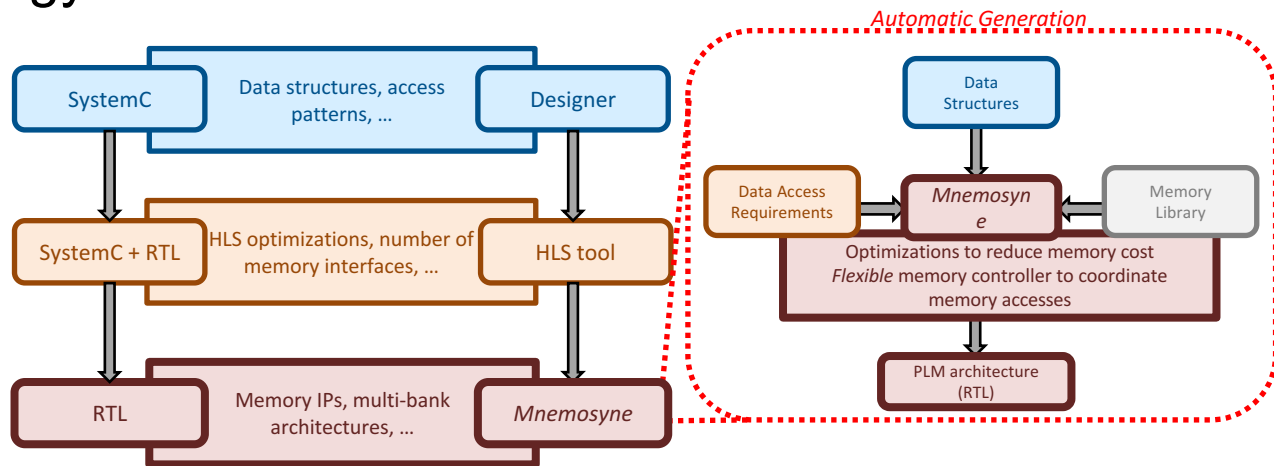 gy
Automatic Generation
SystemC
Data structures, access
patterns, …
Designer
SystemC + RTL
HLS optimizations, number of
memory interfaces, …
HLS tool
RTL
Memory IPs, multi-bank
architectures, …
Mnemosyne
Data
Structures
Data Access
Requirements
Mnemosyn
e
Memory
Library
Optimizations to reduce memory cost
Flexible memory controller to coordinate
memory accesses
PLM architecture
(RTL)